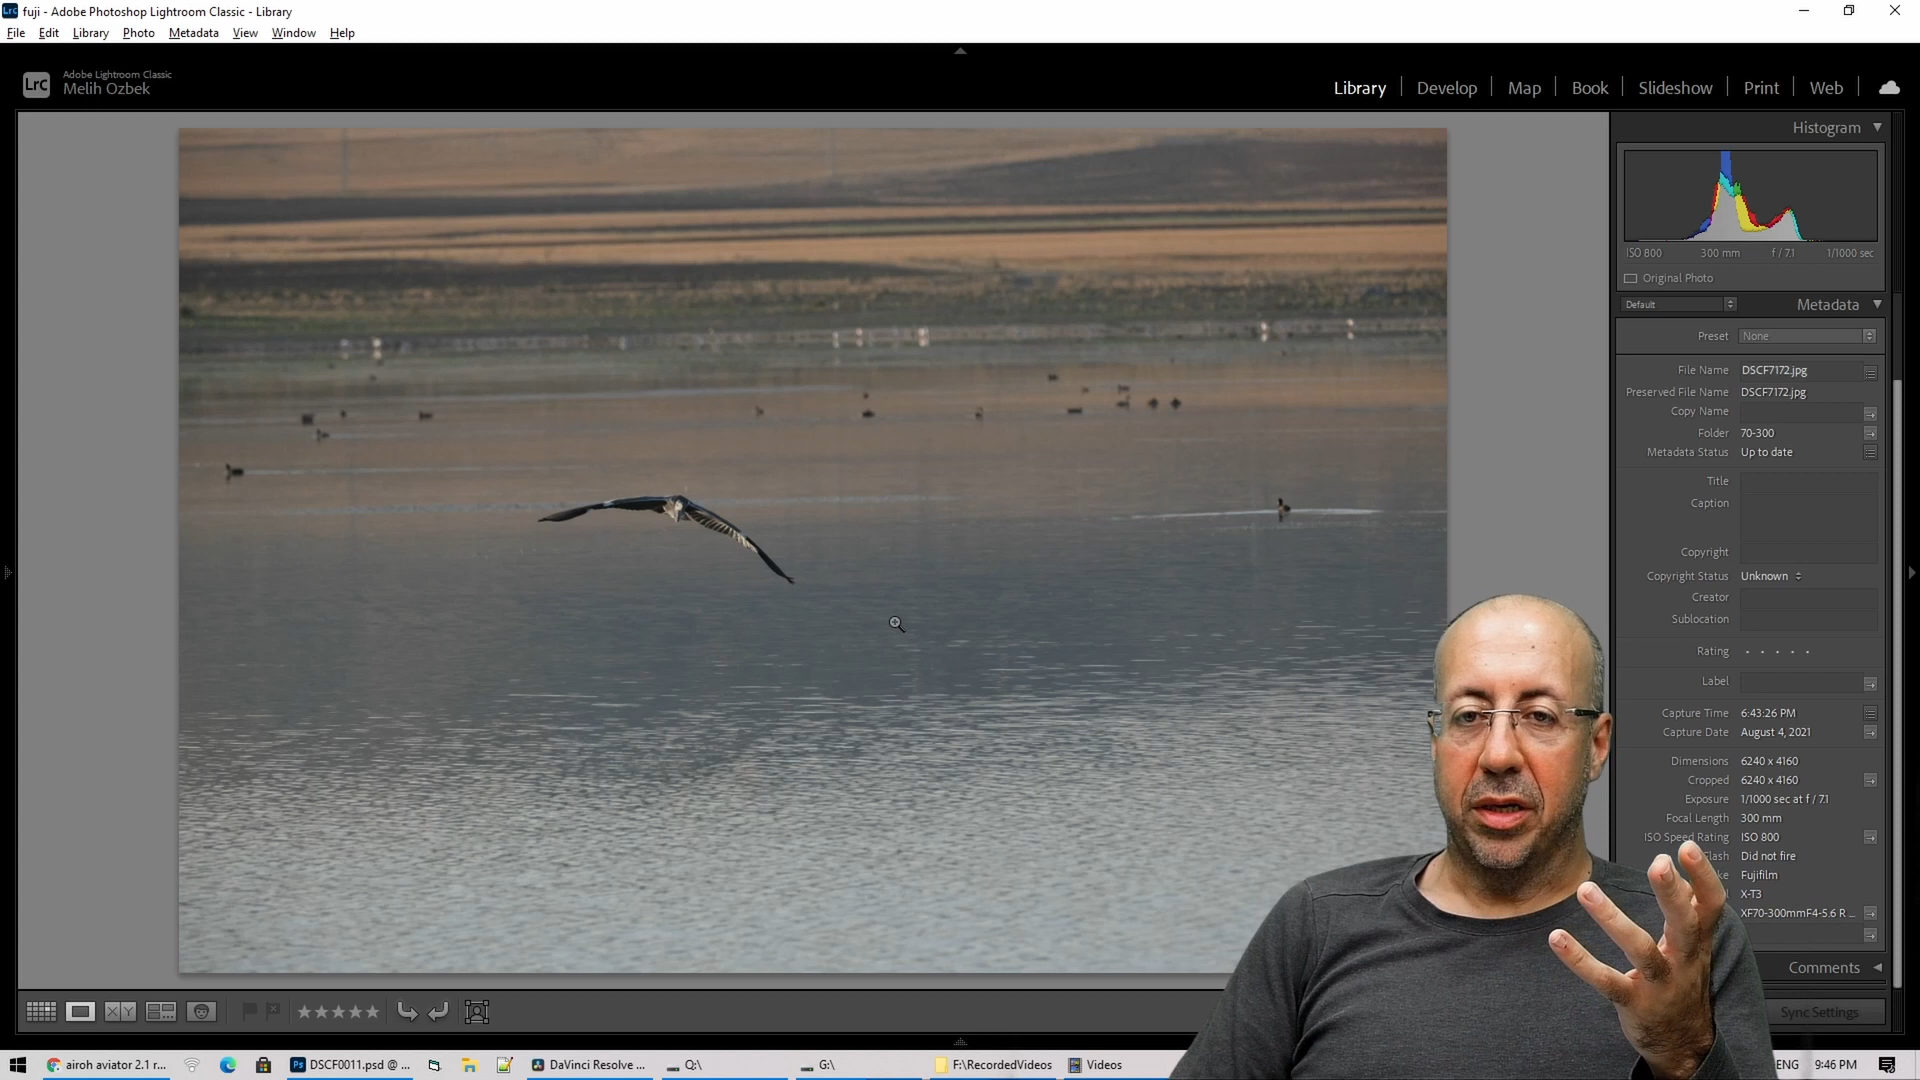 fuji - Adobe Photoshop Lightroom Classic - Library
File Edit Library Photo Metadata View Window Help
LrC
Adobe Lightroom Classic
Melih Ozbek
Library Develop Map Book Slideshow Print Web
Histogram
ISO 800 300 mm f / 7.1 1/1000 sec
Original Photo
Default Metadata
Preset None
File Name DSCF7172.jpg
Preserved File Name DSCF7172.jpg
Copy Name
Folder 70-300
Metadata Status Up to date
Title
Caption
Copyright
Copyright Status Unknown
Creator
Sublocation
Rating
Label
Capture Time 6:43:26 PM
Capture Date August 4, 2021
Dimensions 6240 x 4160
Cropped 6240 x 4160
Exposure 1/1000 sec at f / 7.1
Focal Length 300 mm
ISO Speed Rating ISO 800
Flash Did not fire
Fujifilm
X-T3
XF70-300mmF4-5.6 R ...
Comments
XY
Sync Settings
airoh aviator 2.1 r... DSCF0011.psd @ ... DaVinci Resolve ... Q:\ G:\ F:\RecordedVideos Videos ENG 9:46 PM